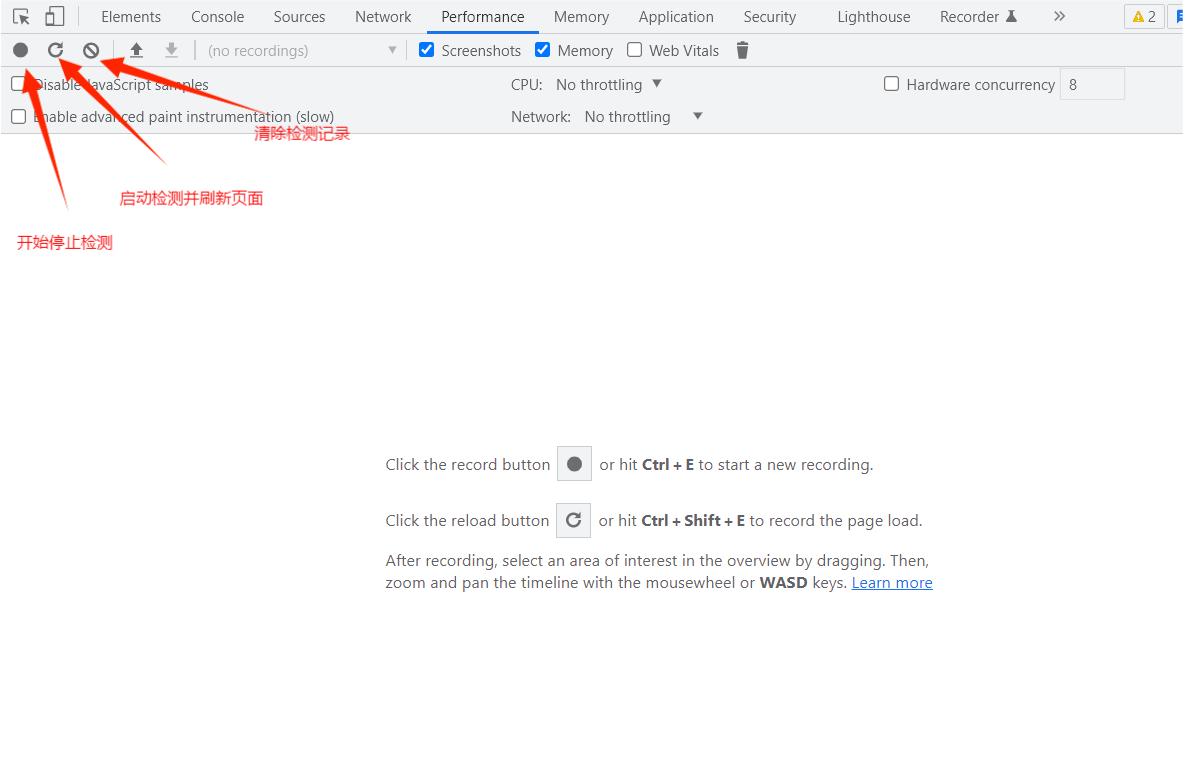 Elements Console Sources Network Performance Memory Application Security Lighthouse Recorder 2
(no recordings) Screenshots Memory Web Vitals
Disable JavaScript samples CPU: No throttling Hardware concurrency 8
Enable advanced paint instrumentation (slow) Network: No throttling
清除检测记录
启动检测并刷新页面
开始停止检测
Click the record button or hit Ctrl + E to start a new recording.
Click the reload button or hit Ctrl + Shift + E to record the page load.
After recording, select an area of interest in the overview by dragging. Then,
zoom and pan the timeline with the mousewheel or WASD keys. Learn more